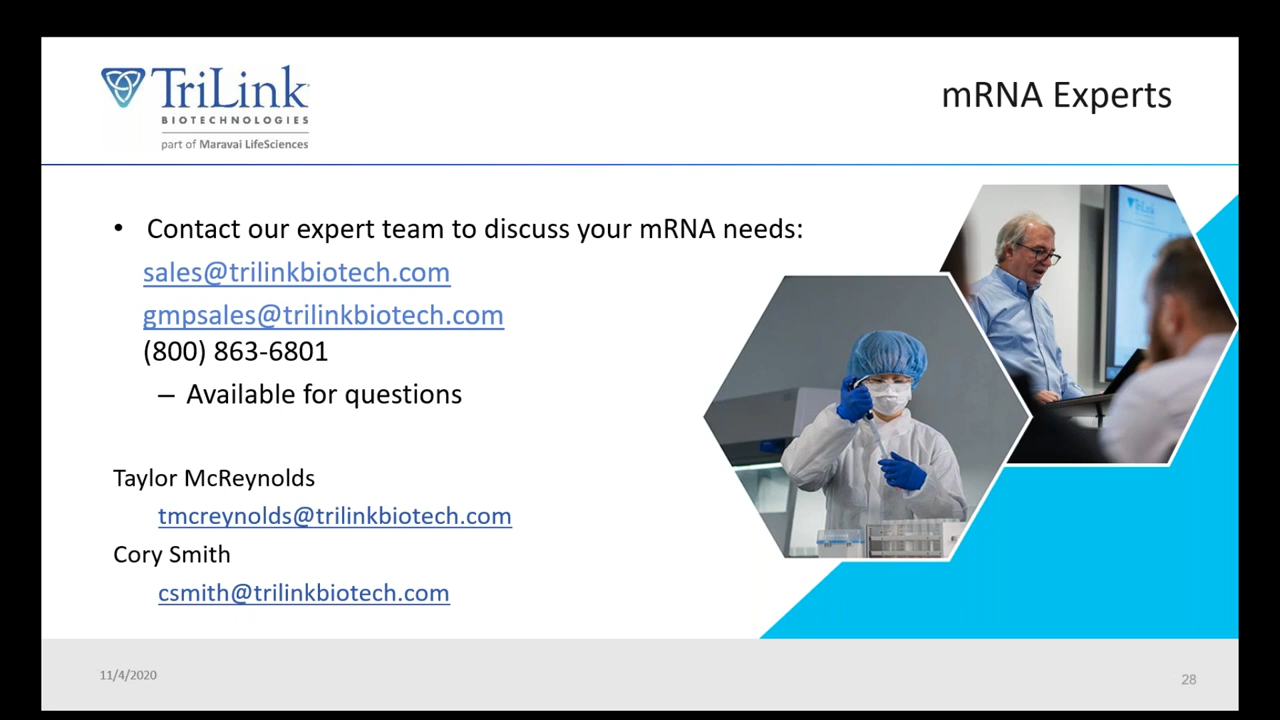 TriLink
BIOTECHNOLOGIES
part of Maravai LifeSciences
mRNA Experts
• Contact our expert team to discuss your mRNA needs:
sales@trilinkbiotech.com
gmpsales@trilinkbiotech.com
(800) 863-6801
– Available for questions
Taylor McReynolds
tmcreynolds@trilinkbiotech.com
Cory Smith
csmith@trilinkbiotech.com
TriLink
11/4/2020
28